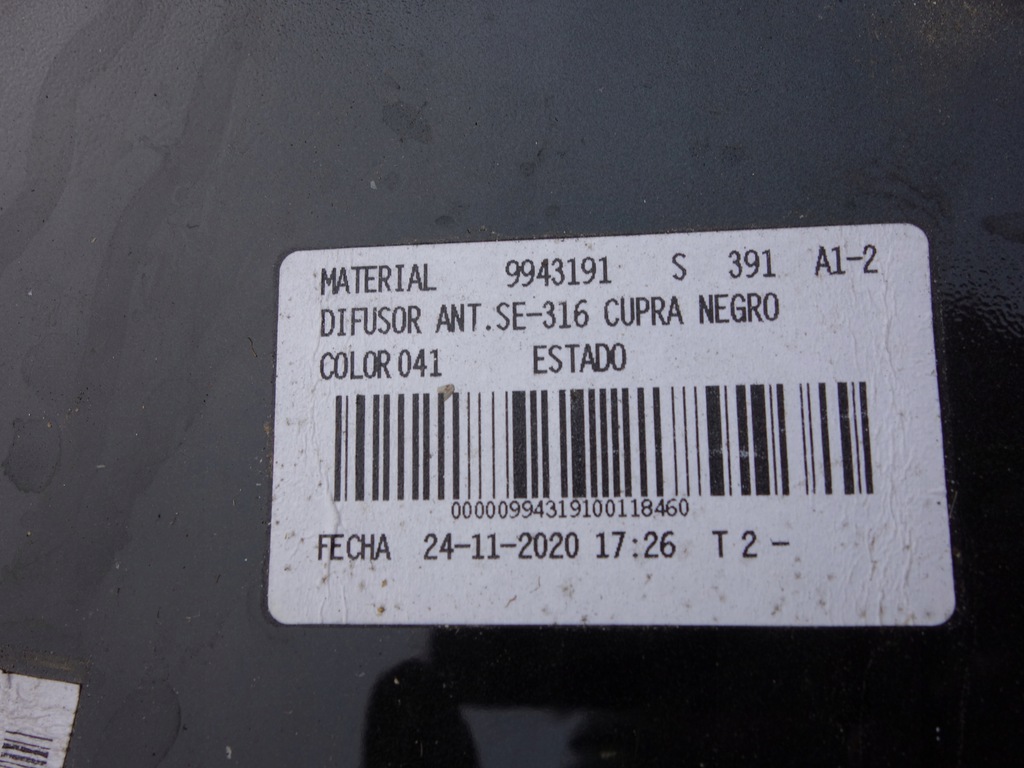 MATERIAL 9943191 S 391 A1-2
DIFUSOR ANT.SE-316 CUPRA NEGRO
COLOR 041 ESTADO
00000994319100118460
FECHA 24-11-2020 17:26 T 2 -